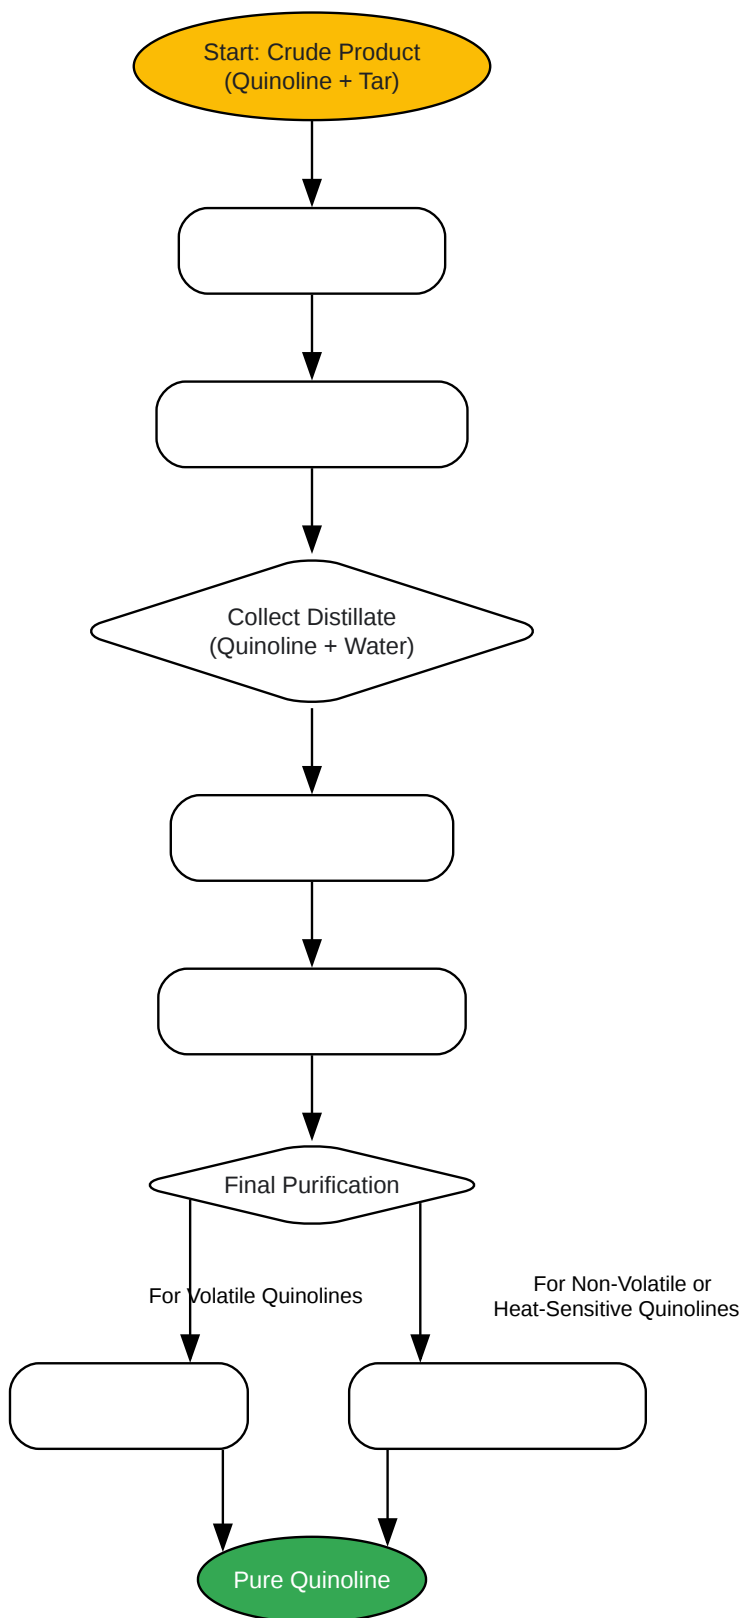 Start: Crude Product
(Quinoline + Tar)
Collect Distillate
(Quinoline + Water)
Final Purification
For Volatile Quinolines
For Non-Volatile or
Heat-Sensitive Quinolines
Pure Quinoline